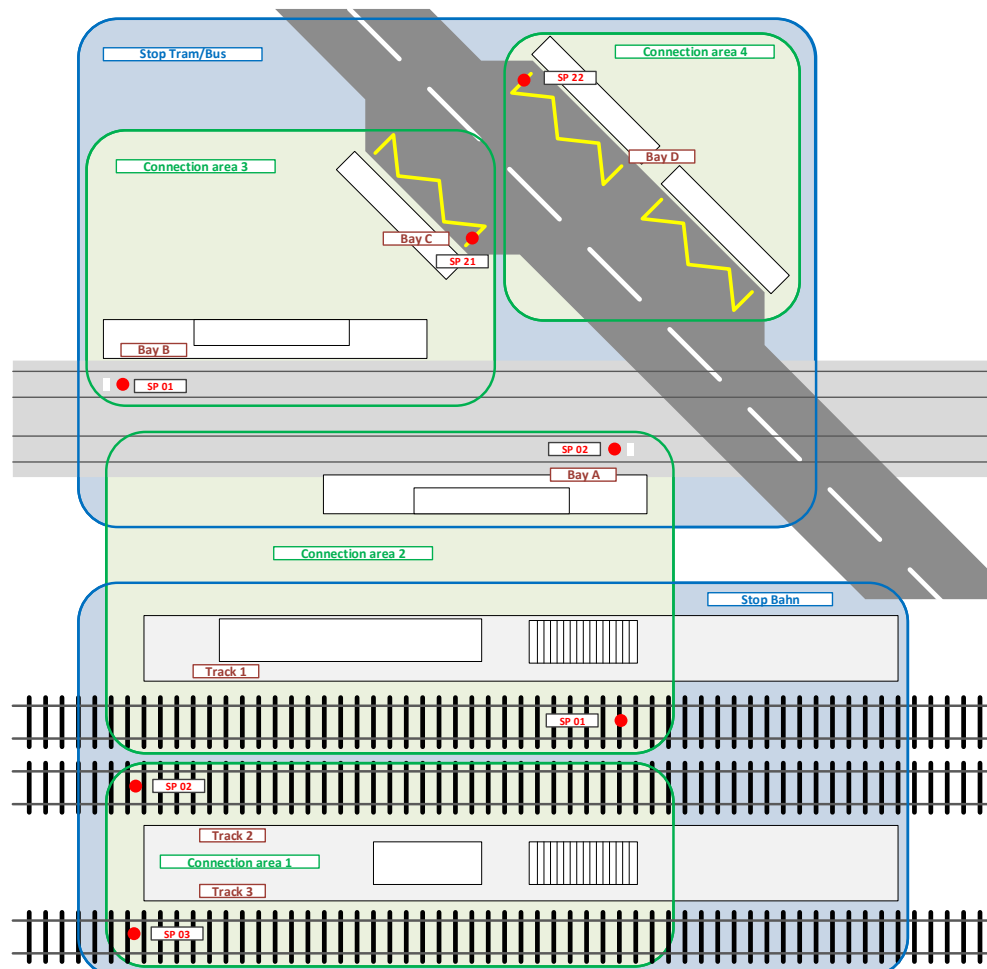 Stop Tram/Bus
Connection area 4
SP 22
Connection area 3
Bay D
Bay C
SP 21
Bay B
SP 01
SP 02
Bay A
Connection area 2
Stop Bahn
Track 1
SP 01
SP 02
Track 2
Connection area 1
Track 3
SP 03